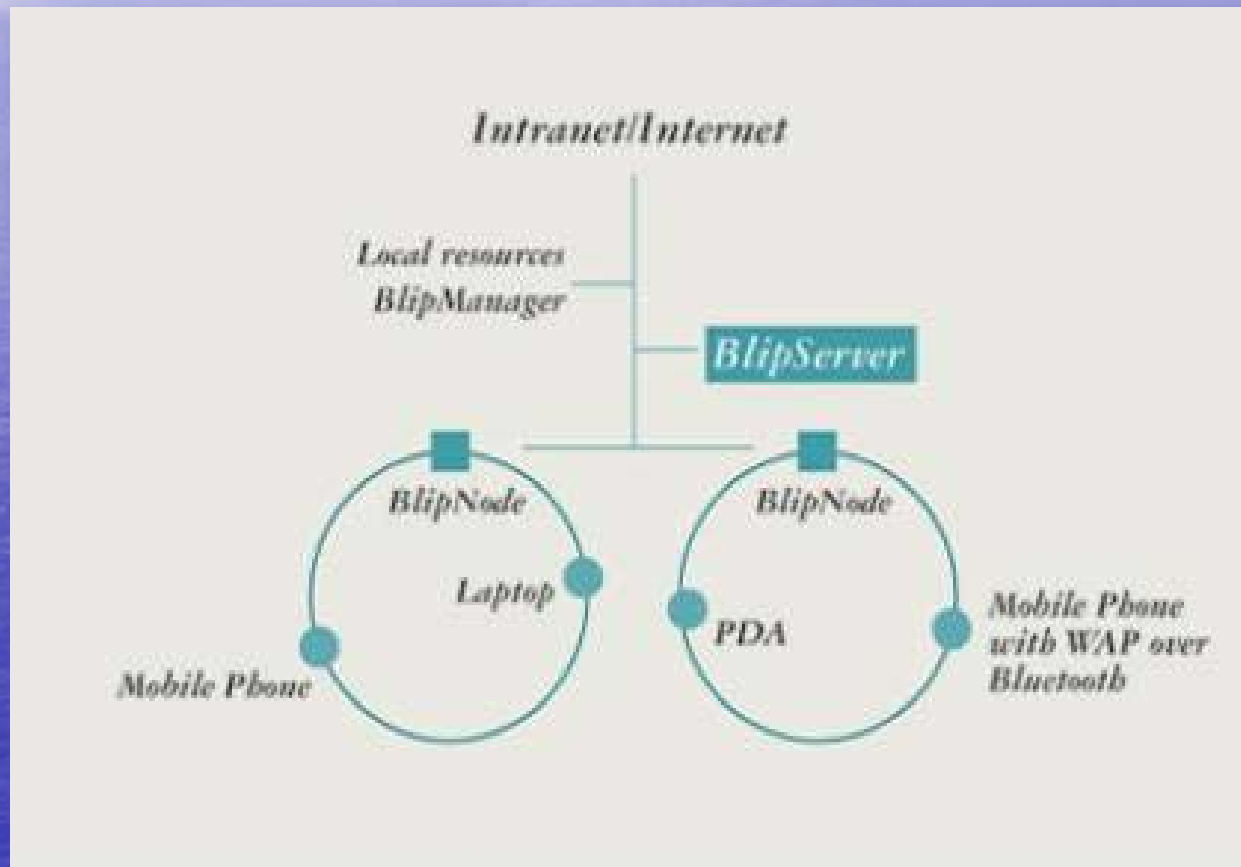 Intranet/Internet
Local resources
BlipManager
BlipServer
BlipNode
BlipNode
Laptop
PDA
Mobile Phone
with WAP over
Bluetooth
Mobile Phone